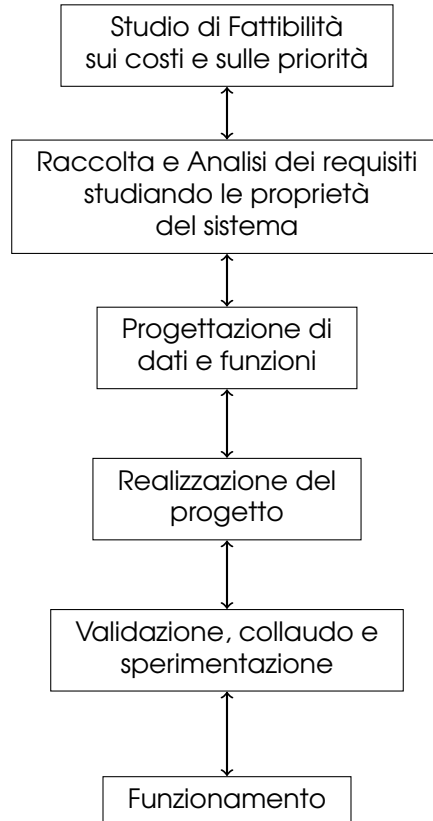 Studio di Fattibilità
sui costi e sulle priorità
Raccolta e Analisi dei requisiti
studiando le proprietà
del sistema
Progettazione di
dati e funzioni
Realizzazione del
progetto
Validazione, collaudo e
sperimentazione
Funzionamento